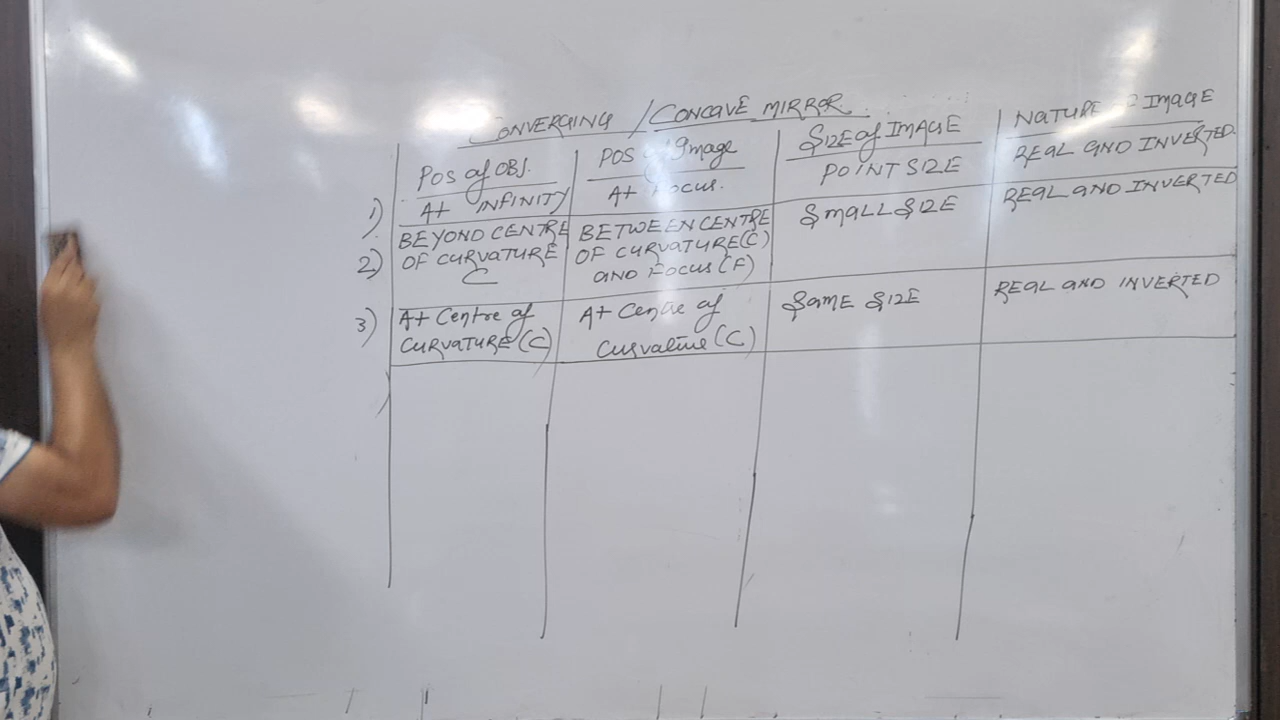 CONVERGING / CONCAVE MIRROR
POS of OBJ.
POS of Image
SIZE of IMAGE
NATURE OF IMAGE
1) At INFINITY
At Focus.
POINT SIZE
REAL AND INVERTED.
2) BEYOND CENTRE
OF CURVATURE
C
BETWEEN CENTRE
OF CURVATURE(C)
AND FOCUS(F)
SMALL SIZE
REAL AND INVERTED
3) At Centre of
CURVATURE(C)
At Centre of
Curvature(C)
SAME SIZE
REAL AND INVERTED